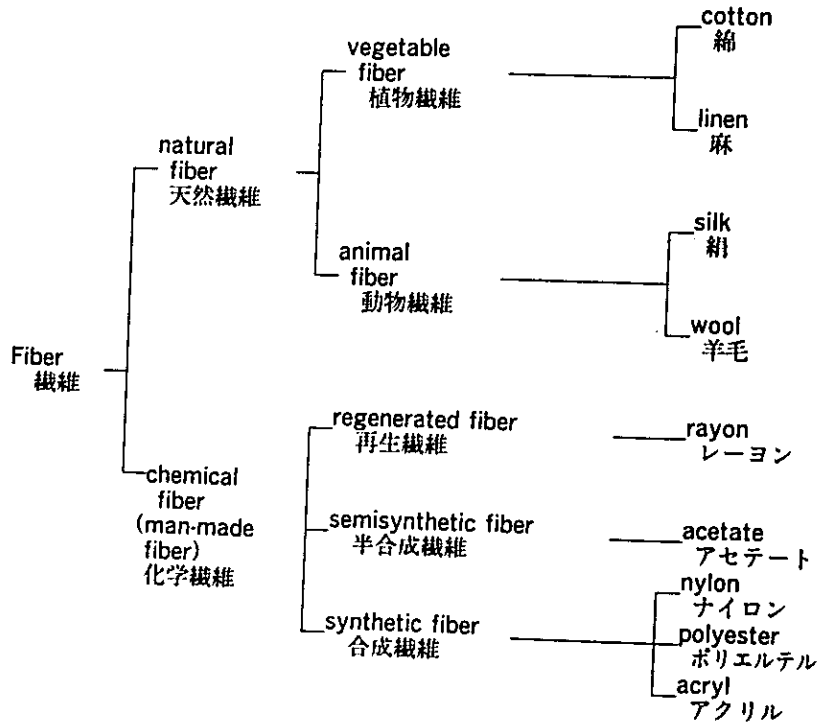 Fiber
繊維
natural
fiber
天然繊維
vegetable
fiber
植物繊維
cotton
綿
linen
麻
animal
fiber
動物繊維
silk
絹
wool
羊毛
chemical
fiber
(man-made
fiber)
化学繊維
regenerated fiber
再生繊維
rayon
レーヨン
semisynthetic fiber
半合成繊維
acetate
アセテート
synthetic fiber
合成繊維
nylon
ナイロン
polyester
ポリエルテル
acryl
アクリル